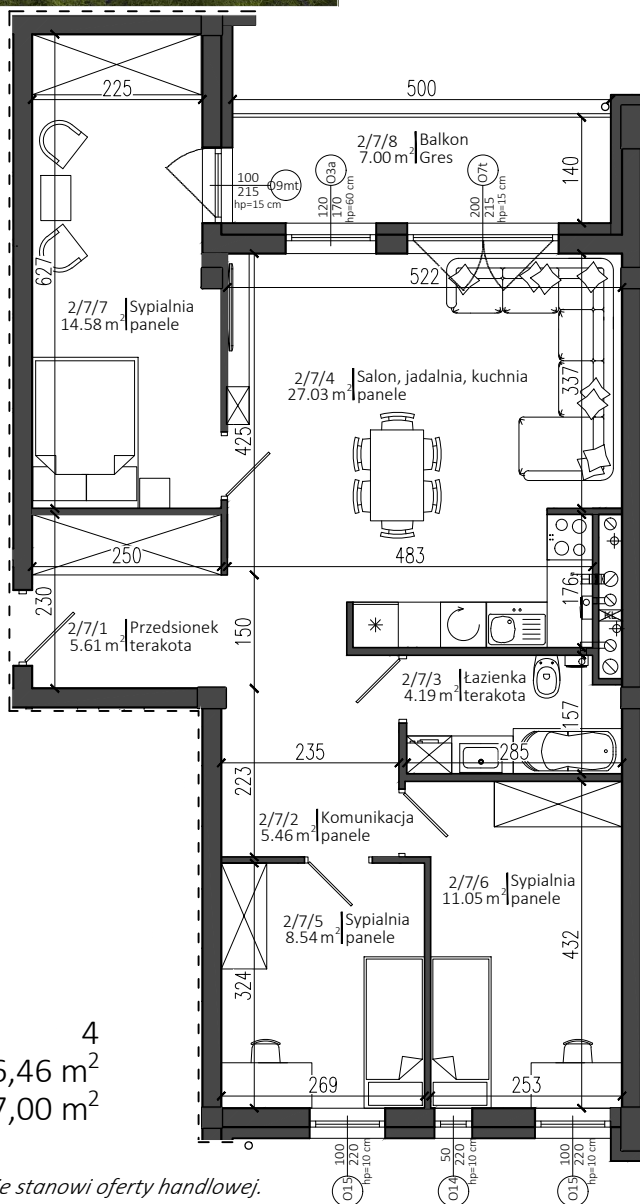 225
500
2/7/8 Balkon
7.00 m² Gres
140
100
215
hp=15 cm
O9mt
O3a
120
170
hp=60 cm
O7t
200
215
hp=15 cm
627
522
2/7/7 Sypialnia
14.58 m² panele
2/7/4 Salon, jadalnia, kuchnia
27.03 m² panele
337
425
250
483
176
230
150
2/7/1 Przedsionek
5.61 m² terakota
2/7/3 Łazienka
4.19 m² terakota
157
235
285
223
2/7/2 Komunikacja
5.46 m² panele
2/7/6 Sypialnia
11.05 m² panele
2/7/5 Sypialnia
8.54 m² panele
432
324
4
6,46 m²
7,00 m²
269
253
100
220
hp=10 cm
O15
50
220
hp=10 cm
O14
100
220
hp=10 cm
O15
e stanowi oferty handlowej.